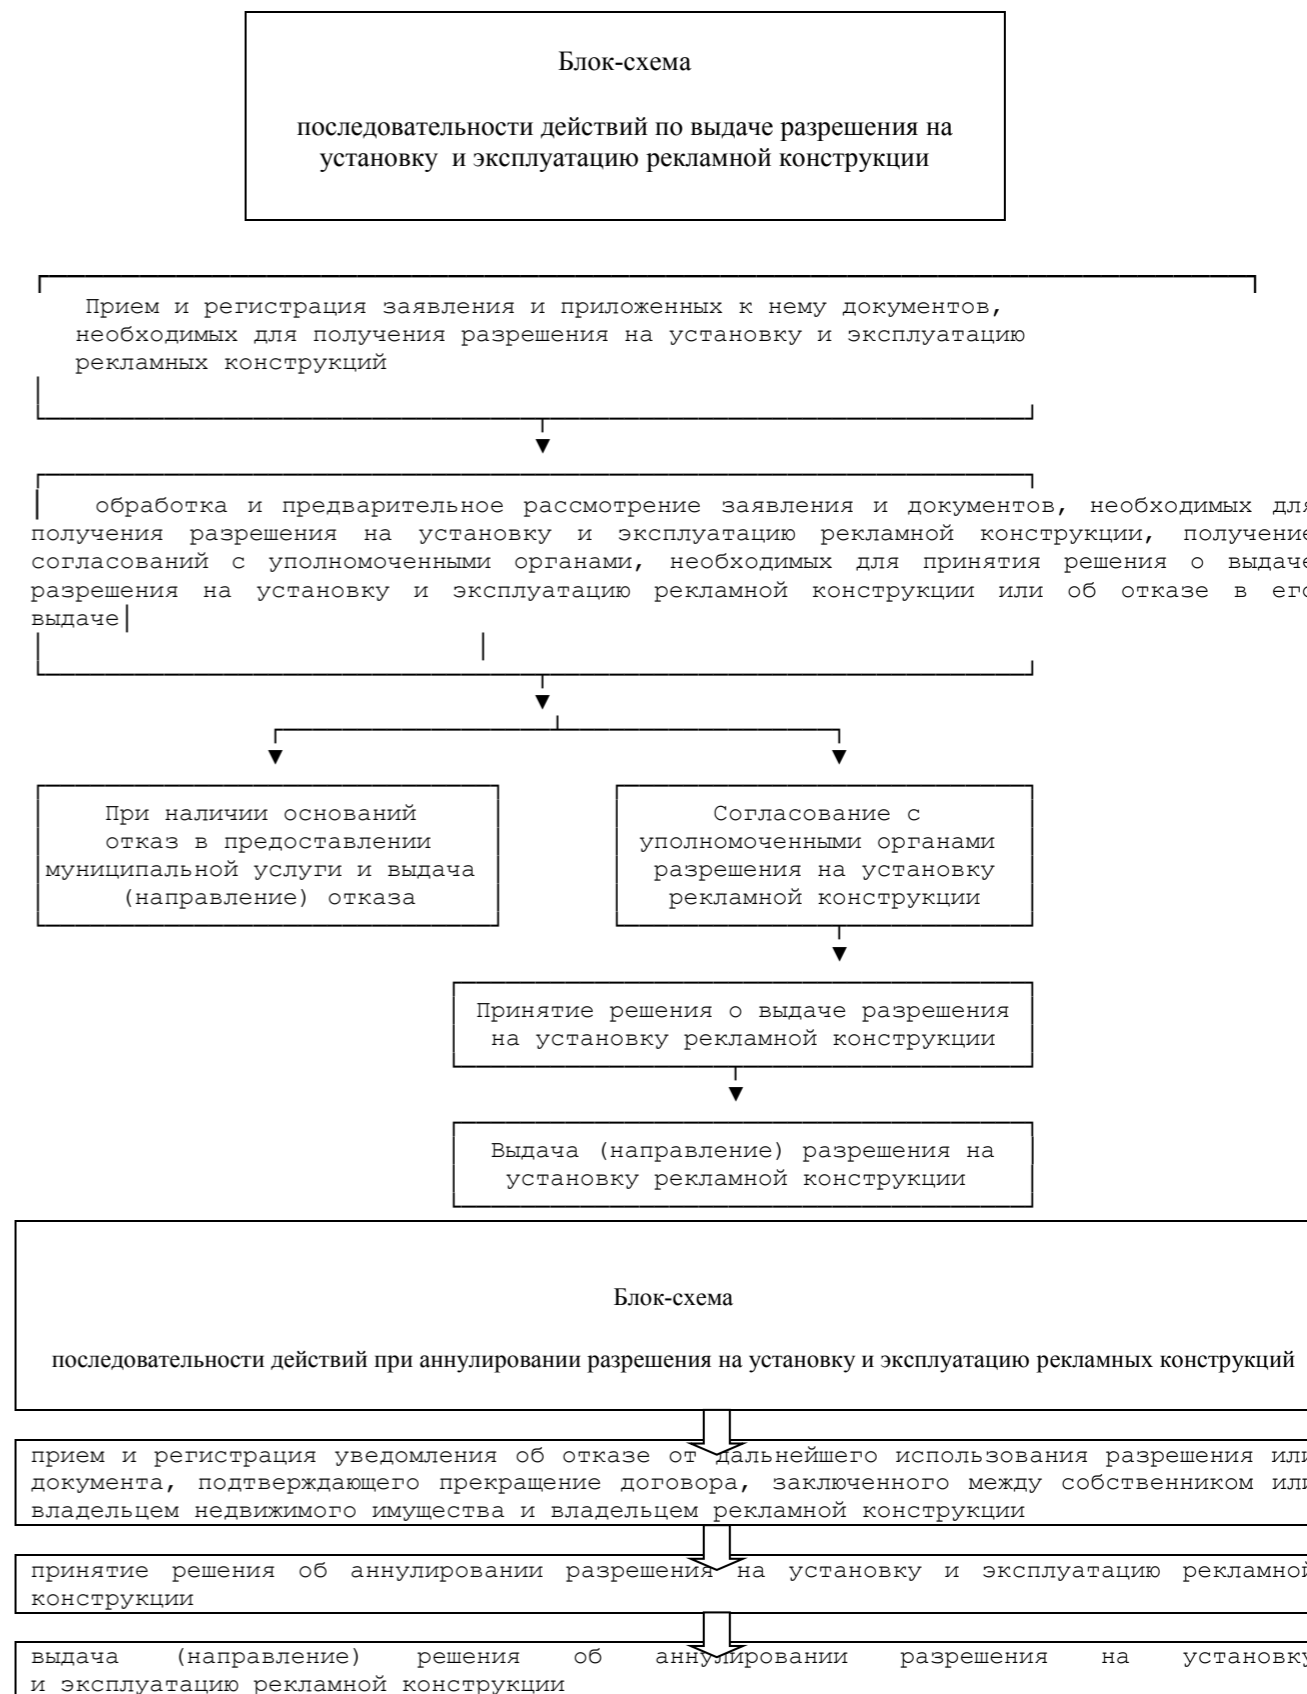 Блок-схема
последовательности действий по выдаче разрешения на
установку и эксплуатацию рекламной конструкции
Прием и регистрация заявления и приложенных к нему документов,
необходимых для получения разрешения на установку и эксплуатацию
рекламных конструкций
обработка и предварительное рассмотрение заявления и документов, необходимых для
получения разрешения на установку и эксплуатацию рекламной конструкции, получение
согласований с уполномоченными органами, необходимых для принятия решения о выдаче
разрешения на установку и эксплуатацию рекламной конструкции или об отказе в его
выдаче
При наличии оснований
отказ в предоставлении
муниципальной услуги и выдача
(направление) отказа
Согласование с
уполномоченными органами
разрешения на установку
рекламной конструкции
Принятие решения о выдаче разрешения
на установку рекламной конструкции
Выдача (направление) разрешения на
установку рекламной конструкции
Блок-схема
последовательности действий при аннулировании разрешения на установку и эксплуатацию рекламных конструкций
прием и регистрация уведомления об отказе от дальнейшего использования разрешения или
документа, подтверждающего прекращение договора, заключенного между собственником или
владельцем недвижимого имущества и владельцем рекламной конструкции
принятие решения об аннулировании разрешения на установку и эксплуатацию рекламной
конструкции
выдача (направление) решения об аннулировании разрешения на установку
и эксплуатацию рекламной конструкции